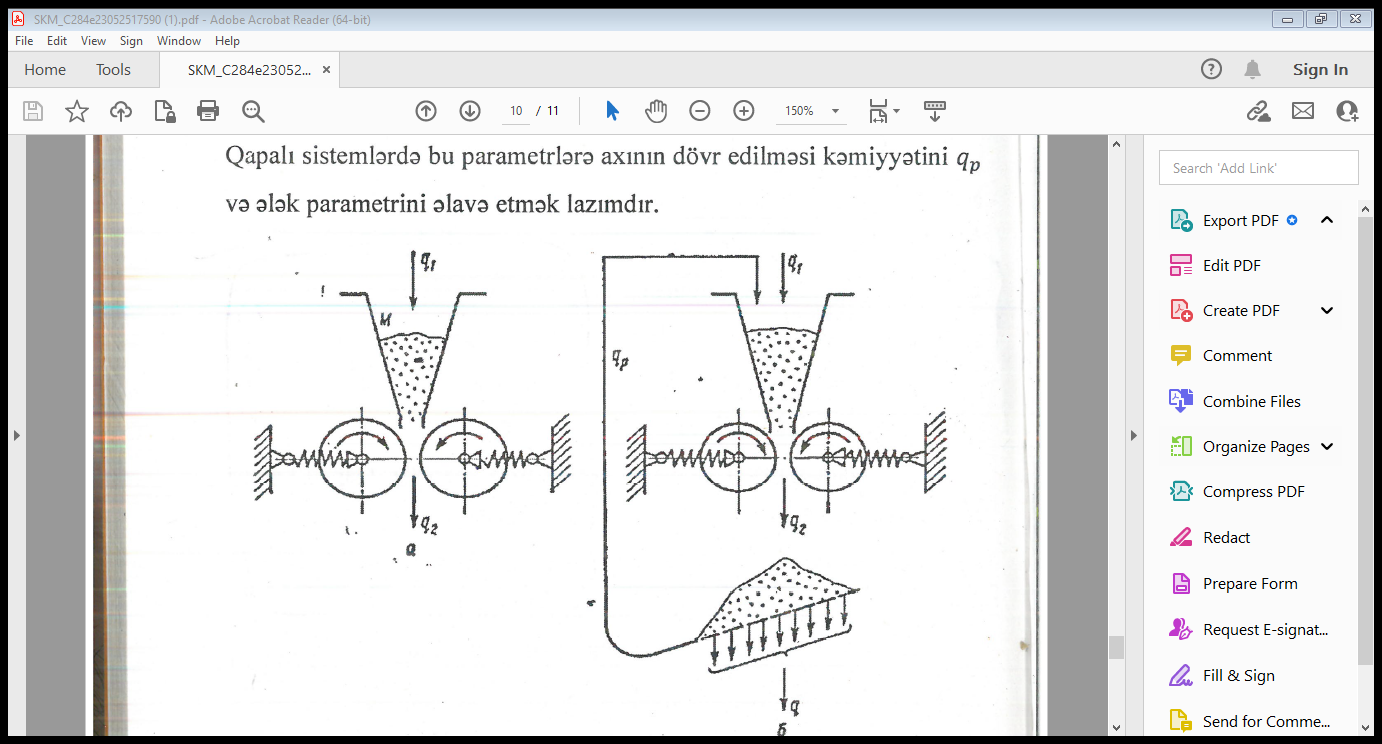 SKM_C284e23052517590 (1).pdf - Adobe Acrobat Reader (64-bit)
File Edit View Sign Window Help
Home Tools SKM_C284e23052... × Sign In
10 / 11 150%
Qapalı sistemlərdə bu parametrlərə axının dövr edilməsi kəmiyyətini qp
və ələk parametrini əlavə etmək lazımdır.
q1 q1
M
qp
q2 q2
a
q
б
Search 'Add Link'
Export PDF
Edit PDF
Create PDF
Comment
Combine Files
Organize Pages
Compress PDF
Redact
Prepare Form
Request E-signat...
Fill & Sign
Send for Comme...